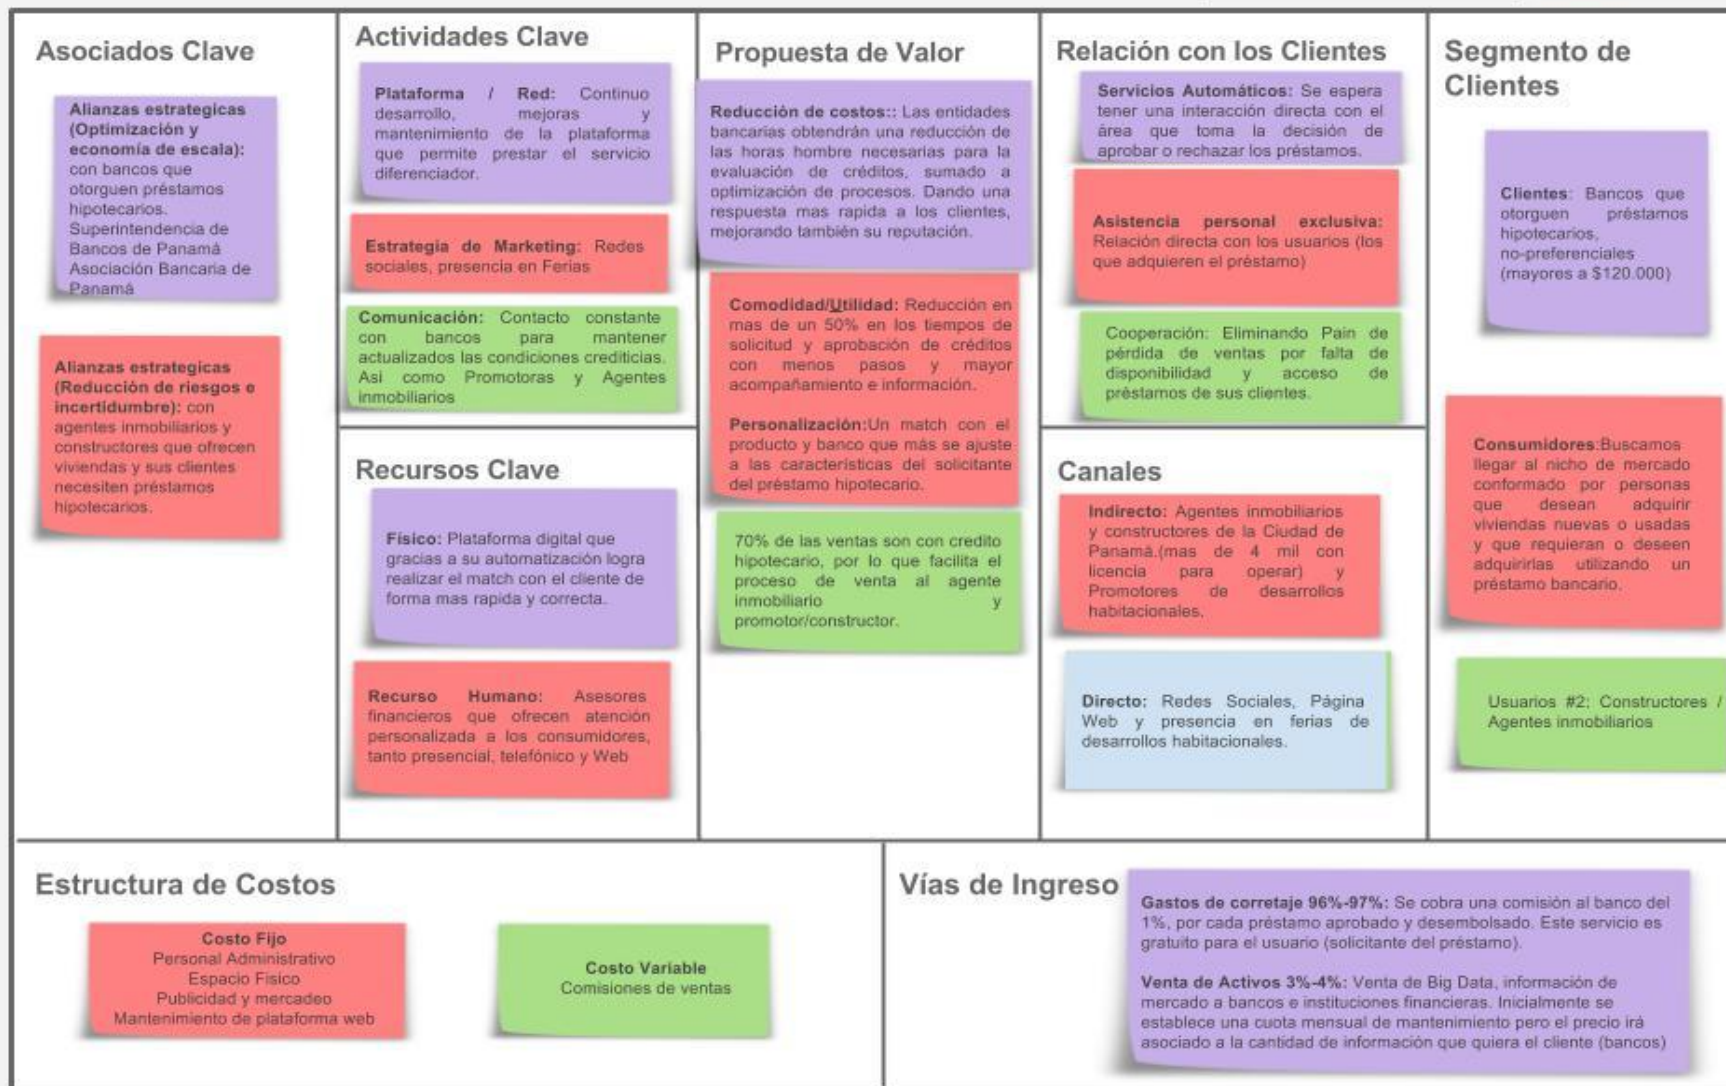 Asociados Clave
Alianzas estrategicas
(Optimización y
economía de escala):
con bancos que
otorguen préstamos
hipotecarios.
Superintendencia de
Bancos de Panamá
Asociación Bancaria de
Panamá
Alianzas estrategicas
(Reducción de riesgos e
incertidumbre): con
agentes inmobiliarios y
constructores que ofrecen
viviendas y sus clientes
necesiten préstamos
hipotecarios.
Actividades Clave
Plataforma / Red: Continuo
desarrollo, mejoras y
mantenimiento de la plataforma
que permite prestar el servicio
diferenciador.
Estrategia de Marketing: Redes
sociales, presencia en Ferias
Comunicación: Contacto constante
con bancos para mantener
actualizados las condiciones crediticias.
Asi como Promotoras y Agentes
inmobiliarios
Recursos Clave
Físico: Plataforma digital que
gracias a su automatización logra
realizar el match con el cliente de
forma mas rapida y correcta.
Recurso Humano: Asesores
financieros que ofrecen atención
personalizada a los consumidores,
tanto presencial, telefónico y Web
Propuesta de Valor
Reducción de costos:: Las entidades
bancarias obtendrán una reducción de
las horas hombre necesarias para la
evaluación de créditos, sumado a
optimización de procesos. Dando una
respuesta mas rapida a los clientes,
mejorando también su reputación.
Comodidad/Utilidad: Reducción en
mas de un 50% en los tiempos de
solicitud y aprobación de créditos
con menos pasos y mayor
acompañamiento e información.
Personalización:Un match con el
producto y banco que más se ajuste
a las características del solicitante
del préstamo hipotecario.
70% de las ventas son con credito
hipotecario, por lo que facilita el
proceso de venta al agente
inmobiliario y
promotor/constructor.
Relación con los Clientes
Servicios Automáticos: Se espera
tener una interacción directa con el
área que toma la decisión de
aprobar o rechazar los préstamos.
Asistencia personal exclusiva:
Relación directa con los usuarios (los
que adquieren el préstamo)
Cooperación: Eliminando Pain de
pérdida de ventas por falta de
disponibilidad y acceso de
préstamos de sus clientes.
Canales
Indirecto: Agentes inmobiliarios
y constructores de la Ciudad de
Panamá.(mas de 4 mil con
licencia para operar) y
Promotores de desarrollos
habitacionales.
Directo: Redes Sociales, Página
Web y presencia en ferias de
desarrollos habitacionales.
Segmento de
Clientes
Clientes: Bancos que
otorguen préstamos
hipotecarios,
no-preferenciales
(mayores a $120.000)
Consumidores:Buscamos
llegar al nicho de mercado
conformado por personas
que desean adquirir
viviendas nuevas o usadas
y que requieran o deseen
adquirirlas utilizando un
préstamo bancario.
Usuarios #2: Constructores /
Agentes inmobiliarios
Estructura de Costos
Costo Fijo
Personal Administrativo
Espacio Fisico
Publicidad y mercadeo
Mantenimiento de plataforma web
Costo Variable
Comisiones de ventas
Vías de Ingreso
Gastos de corretaje 96%-97%: Se cobra una comisión al banco del
1%, por cada préstamo aprobado y desembolsado. Este servicio es
gratuito para el usuario (solicitante del préstamo).
Venta de Activos 3%-4%: Venta de Big Data, información de
mercado a bancos e instituciones financieras. Inicialmente se
establece una cuota mensual de mantenimiento pero el precio irá
asociado a la cantidad de información que quiera el cliente (bancos)